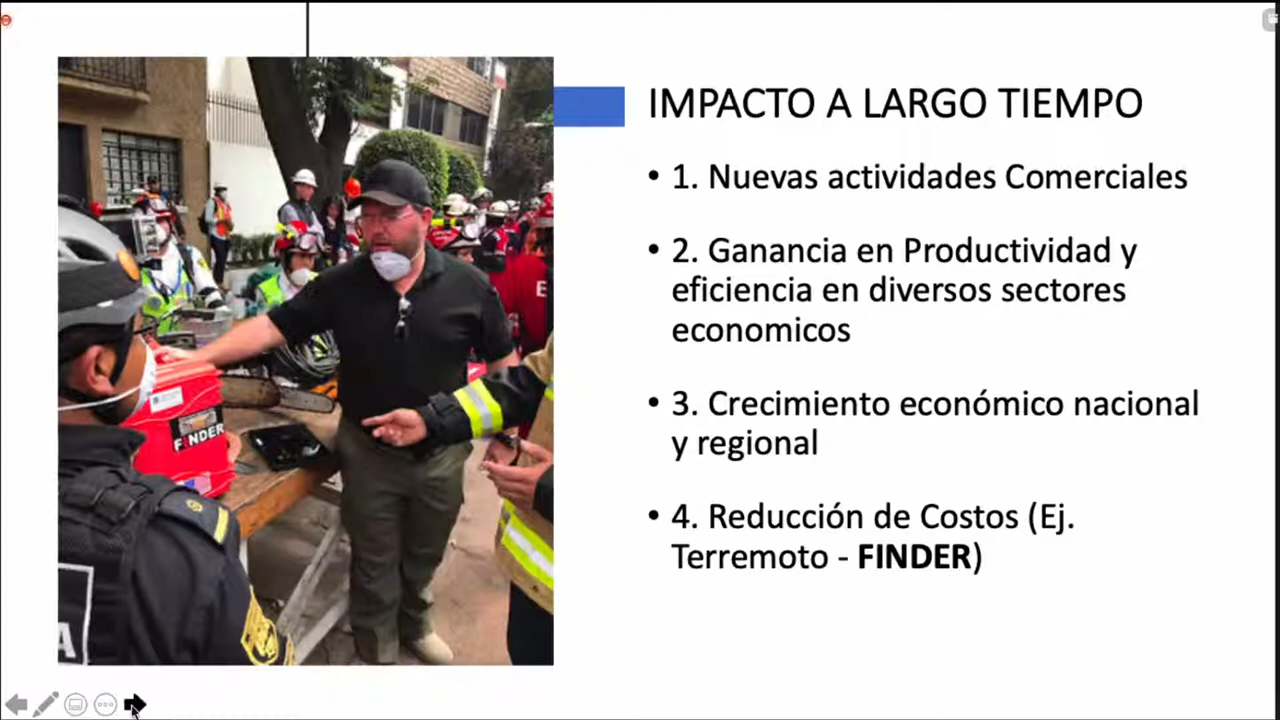 IMPACTO A LARGO TIEMPO
• 1. Nuevas actividades Comerciales
• 2. Ganancia en Productividad y
eficiencia en diversos sectores
economicos
• 3. Crecimiento económico nacional
y regional
• 4. Reducción de Costos (Ej.
Terremoto - FINDER)
FINDER
E
A